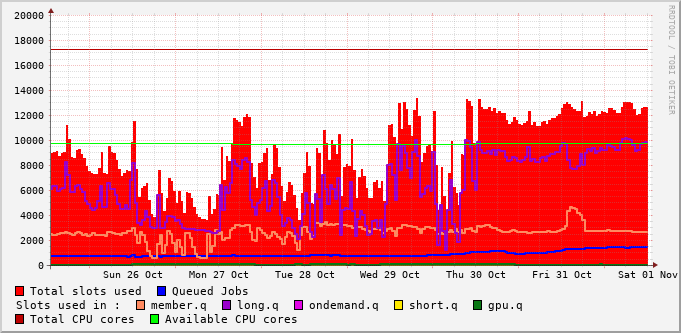 RRDTOOL / TOBI OETIKER
20000
18000
16000
14000
12000
10000
8000
6000
4000
2000
0
Sun 26 Oct Mon 27 Oct Tue 28 Oct Wed 29 Oct Thu 30 Oct Fri 31 Oct Sat 01 Nov
Total slots used Queued Jobs
Slots used in : member.q long.q ondemand.q short.q gpu.q
Total CPU cores Available CPU cores